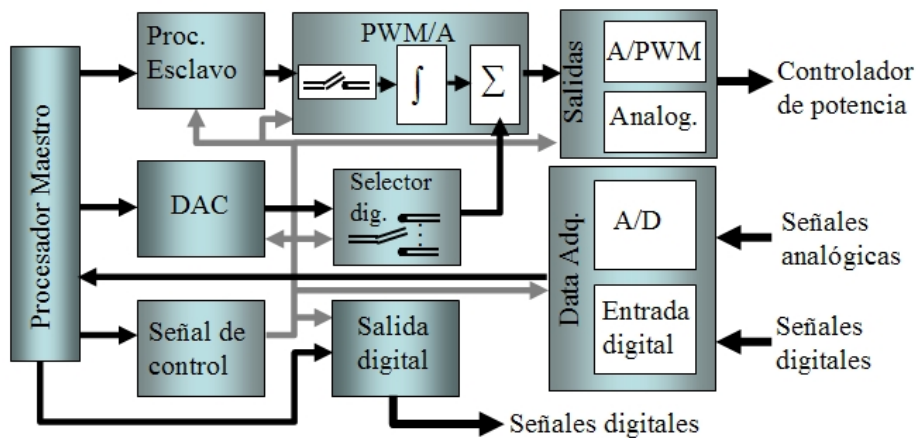 Procesador Maestro
Proc.
Esclavo
PWM/A
∫
∑
Salidas
A/PWM
Analog.
Controlador
de potencia
DAC
Selector
dig.
Data Adq.
A/D
Señales
analógicas
Señal de
control
Salida
digital
Entrada
digital
Señales
digitales
Señales digitales